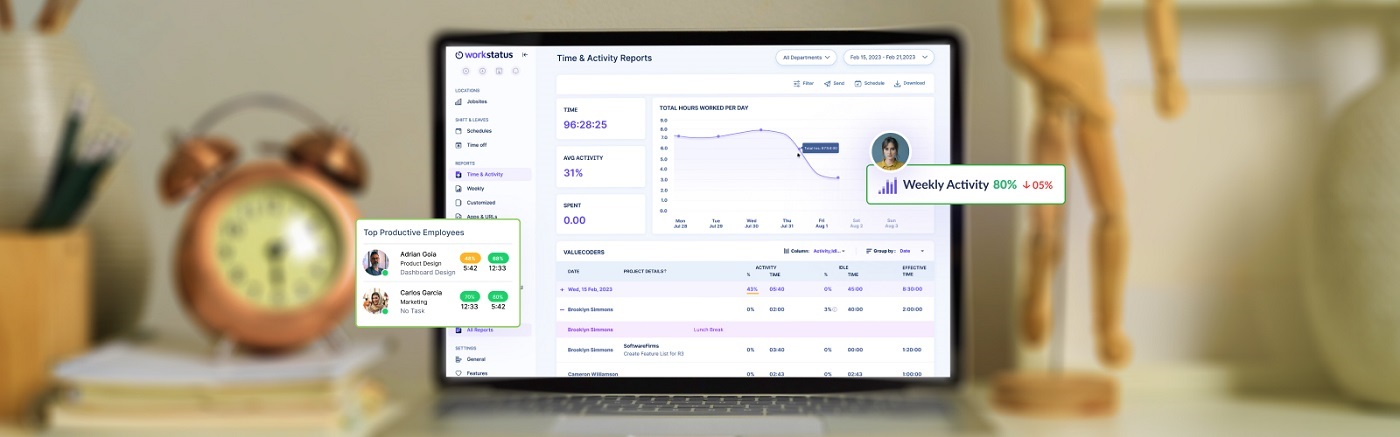 workstatus
Time & Activity Reports
All Departments
Feb 15, 2023 - Feb 21,2023
Filter
Send
Schedule
Download
LOCATIONS
Jobsites
SHIFT & LEAVES
Schedules
Time off
REPORTS
Time & Activity
Weekly
Customized
Apps & URLs
All Reports
SETTINGS
General
Features
TIME
96:28:25
AVG ACTIVITY
31%
SPENT
0.00
TOTAL HOURS WORKED PER DAY
9.0
8.0
7.0
6.0
5.0
4.0
3.0
2.0
1.0
0.0
Mon Tue Wed Thu Fri Sat Sun
Jul 28 Jul 29 Jul 30 Jul 31 Aug 1 Aug 2 Aug 3
Weekly Activity 80% ↓05%
Top Productive Employees
Adrian Goia
Product Design
Dashboard Design
5:42 12:33
Carlos Garcia
Marketing
No Task
12:33 5:42
VALUECODERS
Column:
Group by: Date
ACTIVITY IDLE EFFECTIVE
DATE PROJECT DETAILS % TIME % TIME TIME
+ Wed, 15 Feb, 2023 45% 05:40 0% 45:00 8:30:00
— Brooklyn Simmons 0% 02:00 3% 40:00 2:00:00
Brooklyn Simmons Lunch Break
SoftwareFirms
Brooklyn Simmons Create Feature List for R3 0% 03:40 0% 00:00 1:20:00
Cameron Williamson 0% 02:43 0% 02:43 1:00:00